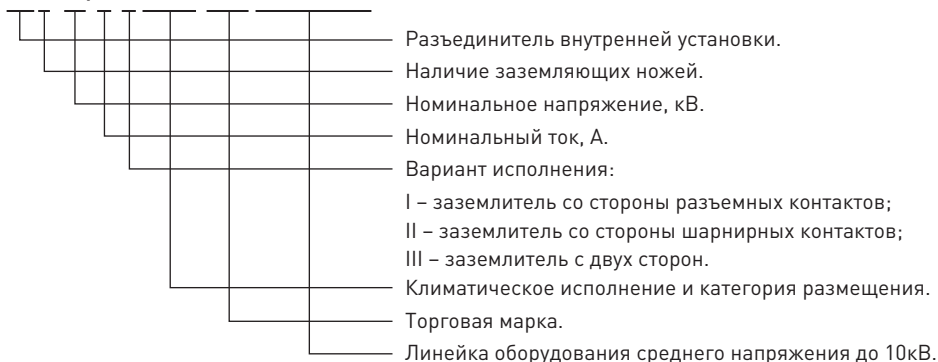 Разъединитель внутренней установки.
Наличие заземляющих ножей.
Номинальное напряжение, кВ.
Номинальный ток, А.
Вариант исполнения:
I – заземлитель со стороны разъемных контактов;
II – заземлитель со стороны шарнирных контактов;
III – заземлитель с двух сторон.
Климатическое исполнение и категория размещения.
Торговая марка.
Линейка оборудования среднего напряжения до 10кВ.